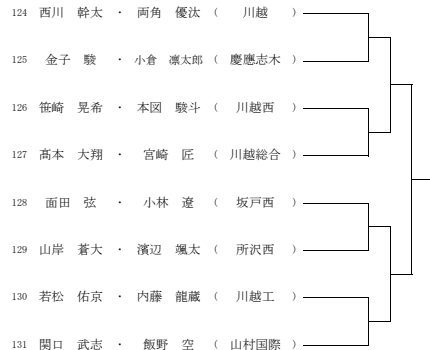 124 西川 幹太 ・ 両角 優汰 ( 川越 )
125 金子 駿 ・ 小倉 凛太郎 ( 慶應志木 )
126 笹崎 晃希 ・ 本図 駿斗 ( 川越西 )
127 髙本 大翔 ・ 宮崎 匠 ( 川越総合 )
128 面田 弦 ・ 小林 遼 ( 坂戸西 )
129 山岸 蒼大 ・ 濱辺 颯太 ( 所沢西 )
130 若松 佑京 ・ 内藤 龍蔵 ( 川越工 )
131 関口 武志 ・ 飯野 空 ( 山村国際 )